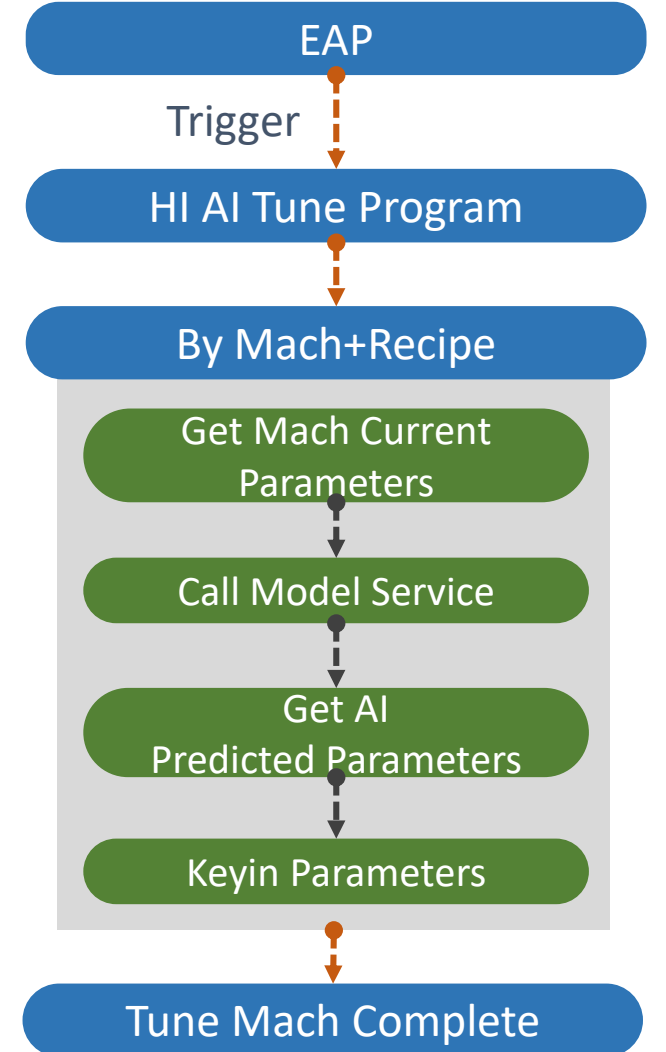 EAP
Trigger
HI AI Tune Program
By Mach+Recipe
Get Mach Current
Parameters
Call Model Service
Get AI
Predicted Parameters
Keyin Parameters
Tune Mach Complete